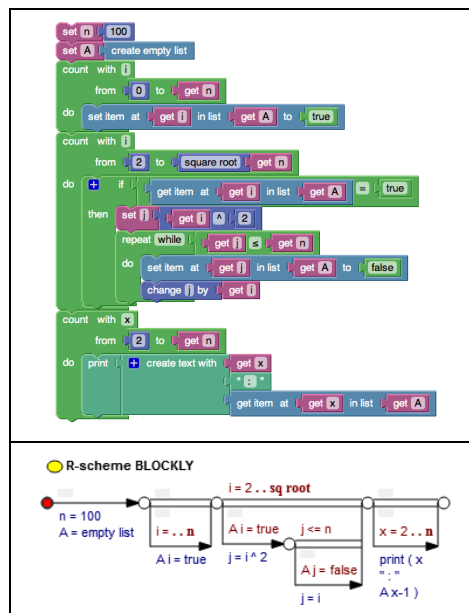 set n 100
set A create empty list
count with i
from 0 to get n
do set item at get i in list get A to true
count with i
from 2 to square root get n
do + if get item at get i in list get A = true
then set j get i ^ 2
repeat while get j ≤ get n
do set item at get j in list get A to false
change j by get i
count with x
from 2 to get n
do print + create text with get x
" : "
get item at get x in list get A
R-scheme BLOCKLY
i = 2 . . sq root
n = 100
A = empty list
i = . . n
A i = true
A i = true
j = i ^ 2
j <= n
A j = false
j = i
x = 2 . . n
print ( x
" : "
A x-1 )